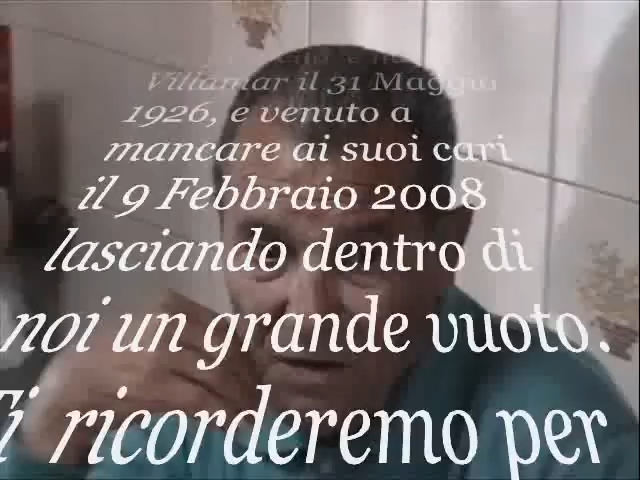 Villamar il 31 Maggio
1926, e venuto a
mancare ai suoi cari
il 9 Febbraio 2008
lasciando dentro di
noi un grande vuoto.
Ti ricorderemo per